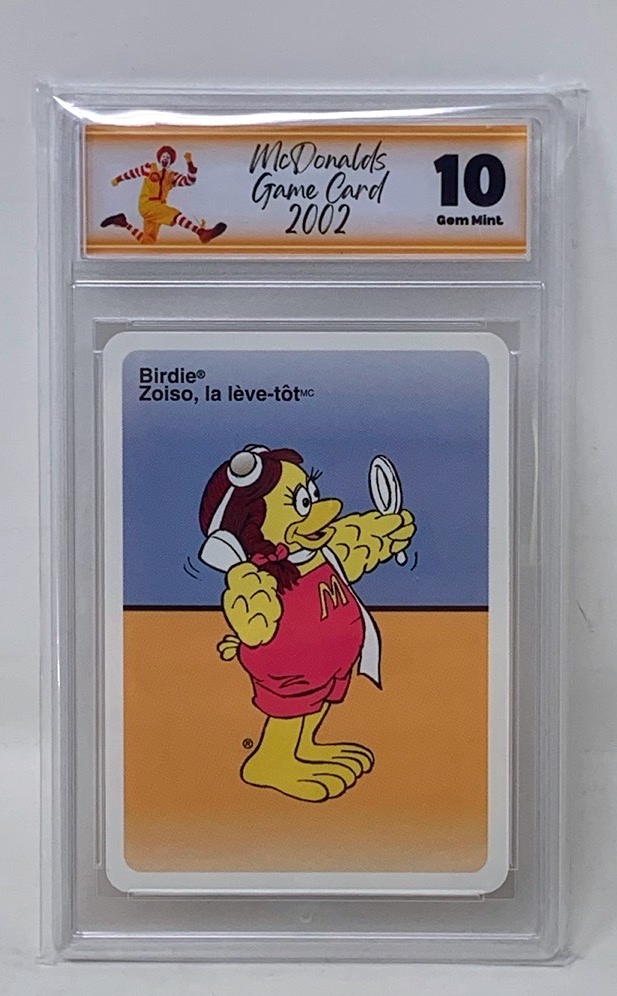 McDonalds
Game Card
2002
10
Gem Mint
Birdie®
Zoiso, la lève-tôtMC
M
®